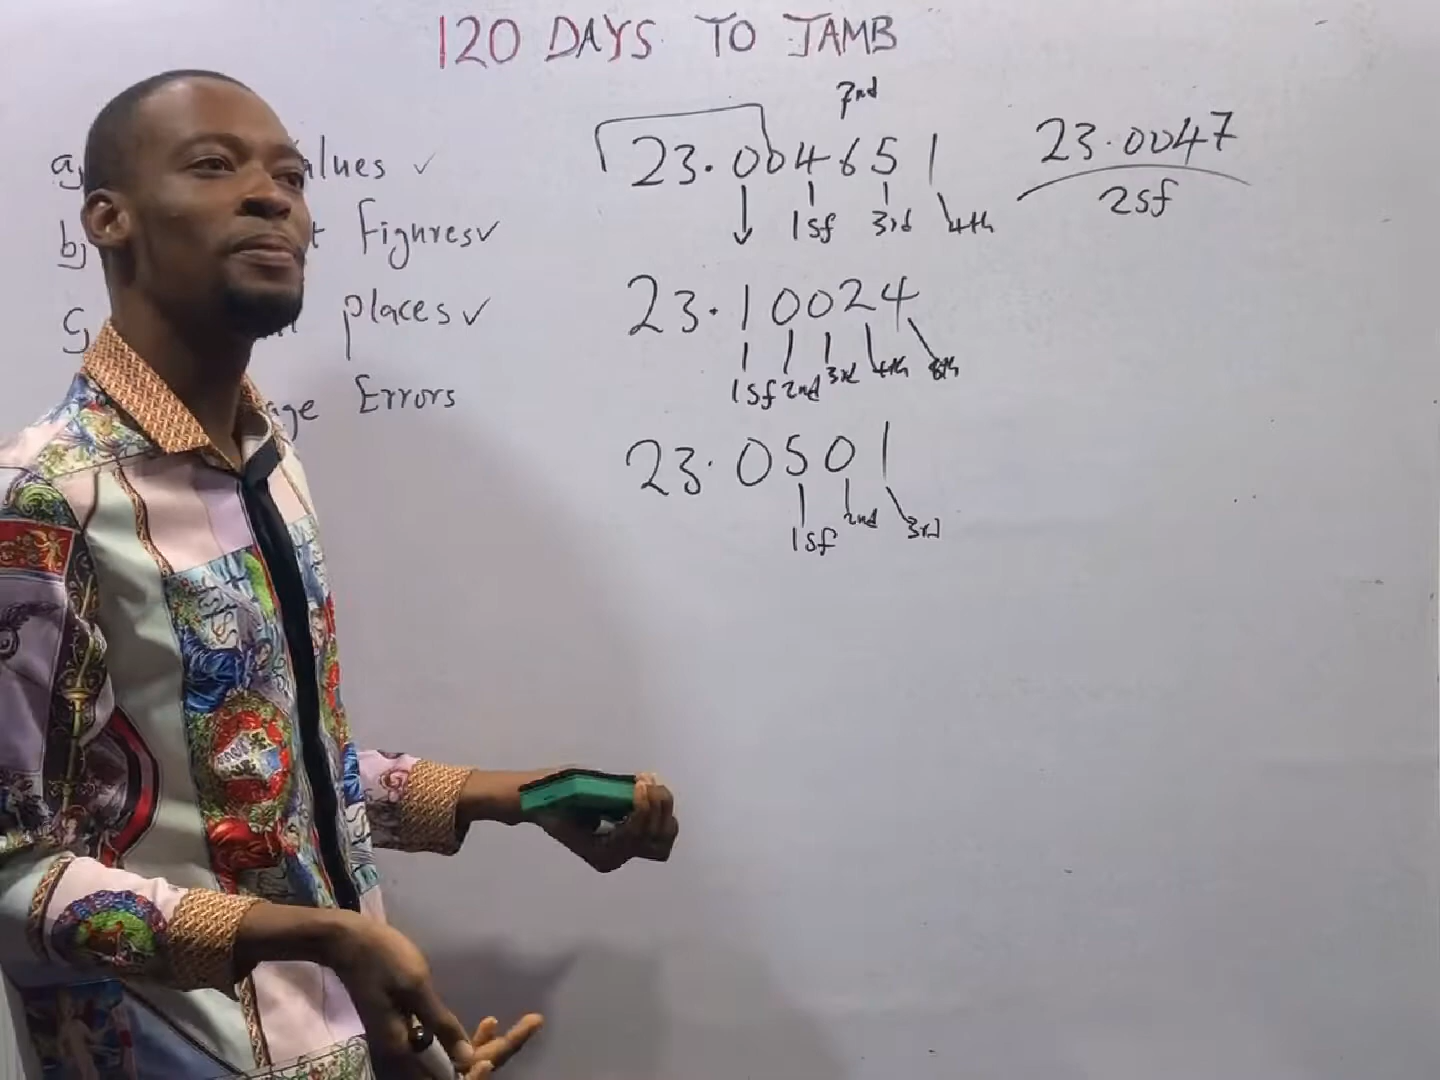 120 DAYS TO JAMB
a,
alues ✓
b,
Figures ✓
c,
places ✓
ge Errors
2nd
23.004651
1sf 3rd 4th
23.0047
2sf
23.10024
1sf 2nd 3rd 4th 5th
23.0501
1sf 2nd 3rd